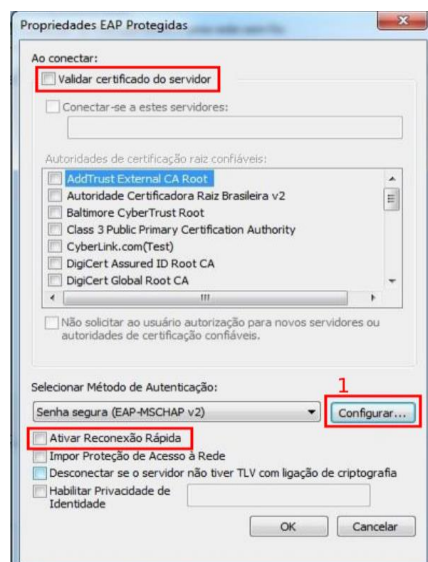 Propriedades EAP Protegidas
Ao conectar:
Validar certificado do servidor
Conectar-se a estes servidores:
Autoridades de certificação raiz confiáveis:
AddTrust External CA Root
Autoridade Certificadora Raiz Brasileira v2
Baltimore CyberTrust Root
Class 3 Public Primary Certification Authority
CyberLink.com(Test)
DigiCert Assured ID Root CA
DigiCert Global Root CA
Não solicitar ao usuário autorização para novos servidores ou
autoridades de certificação confiáveis.
Selecionar Método de Autenticação:
1
Senha segura (EAP-MSCHAP v2)
Configurar...
Ativar Reconexão Rápida
Impor Proteção de Acesso à Rede
Desconectar se o servidor não tiver TLV com ligação de criptografia
Habilitar Privacidade de
Identidade
OK
Cancelar